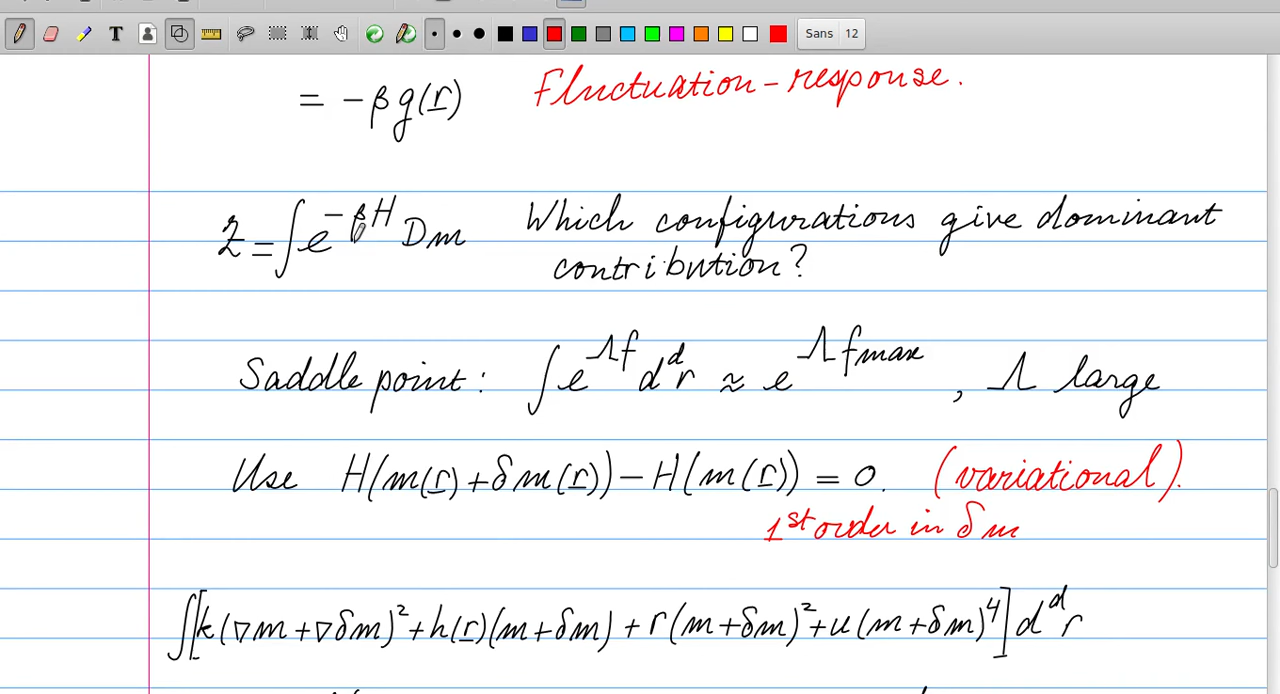 T Sans 12
= -βg(r) Fluctuation-response.
Z = ∫e^{-βH} Dm Which configurations give dominant
contribution?
Saddle point: ∫e^{Λf} d^d r ≈ e^{Λfmax}, Λ large
Use H(m(r)+δm(r)) - H(m(r)) = 0. (variational).
1st order in δm
∫[k(∇m+∇δm)²+h(r)(m+δm)+r(m+δm)²+u(m+δm)⁴] d^d r